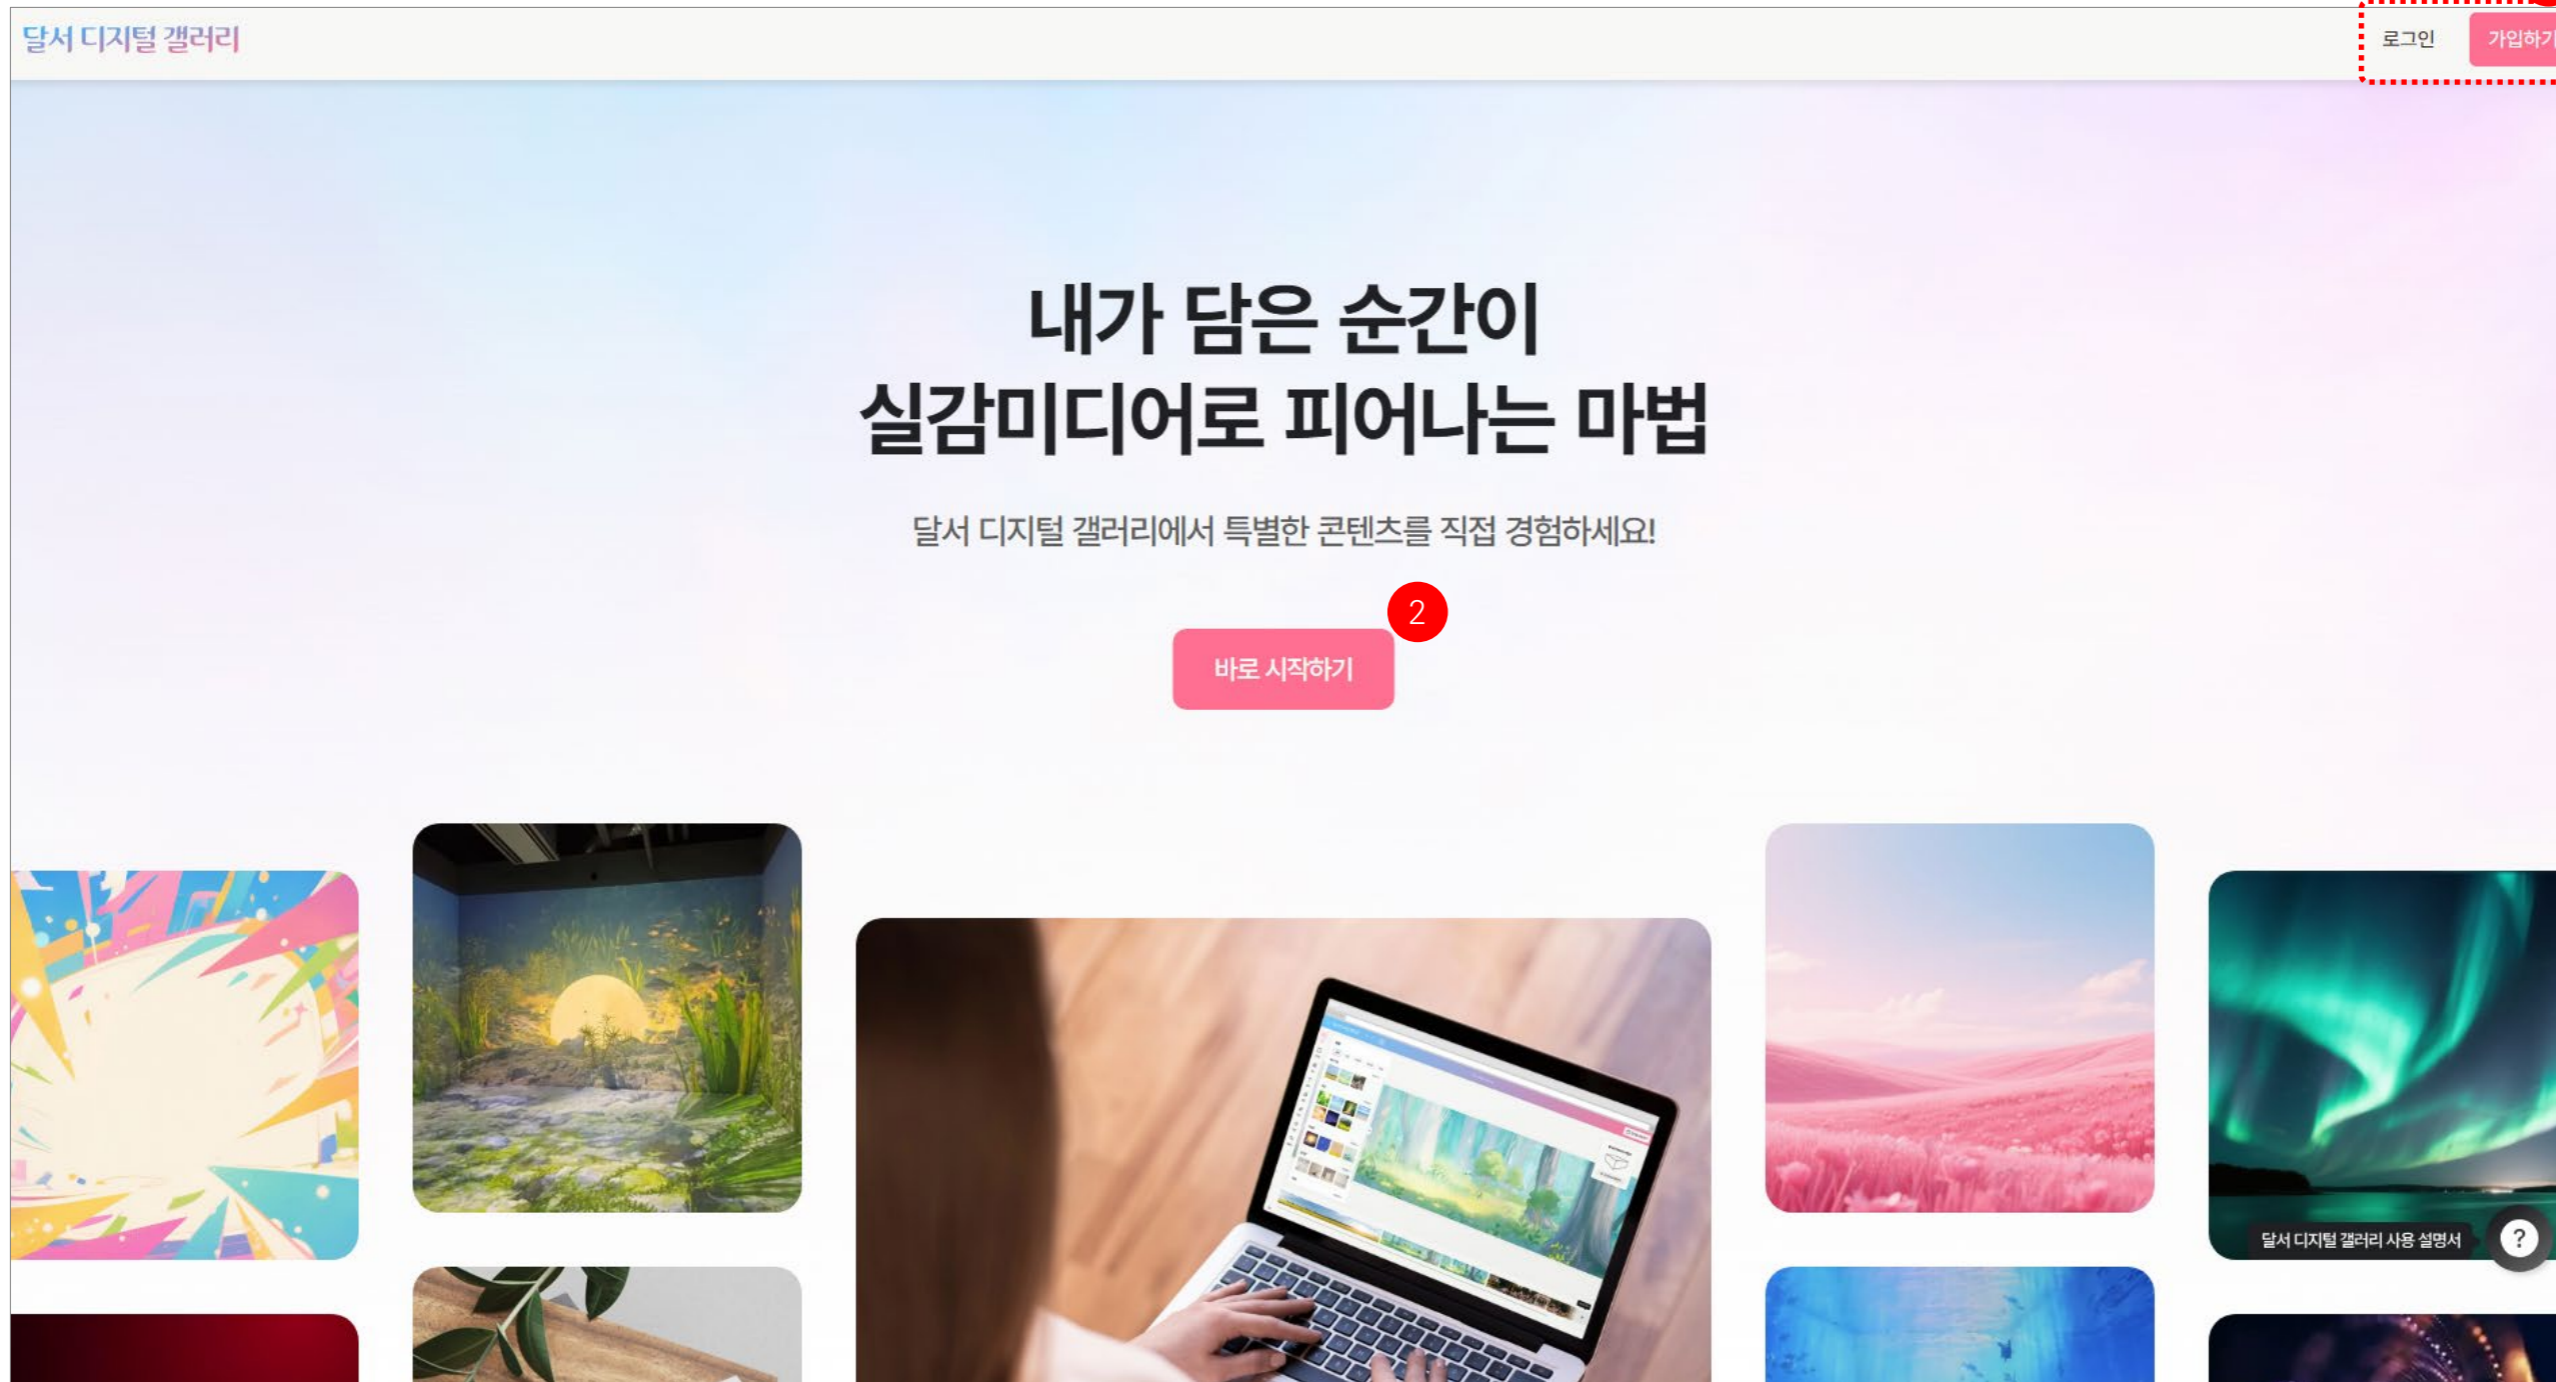 달서 디지털 갤러리
로그인
가입하기
내가 담은 순간이
실감미디어로 피어나는 마법
달서 디지털 갤러리에서 특별한 콘텐츠를 직접 경험하세요!
2
바로 시작하기
달서 디지털 갤러리 사용 설명서
?